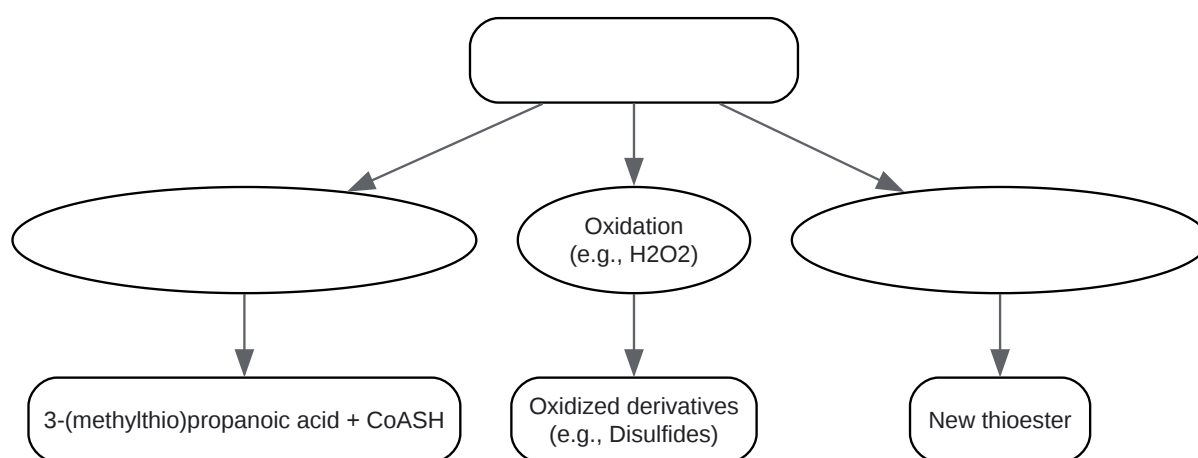 Oxidation
(e.g., H2O2)
3-(methylthio)propanoic acid + CoASH
Oxidized derivatives
(e.g., Disulfides)
New thioester